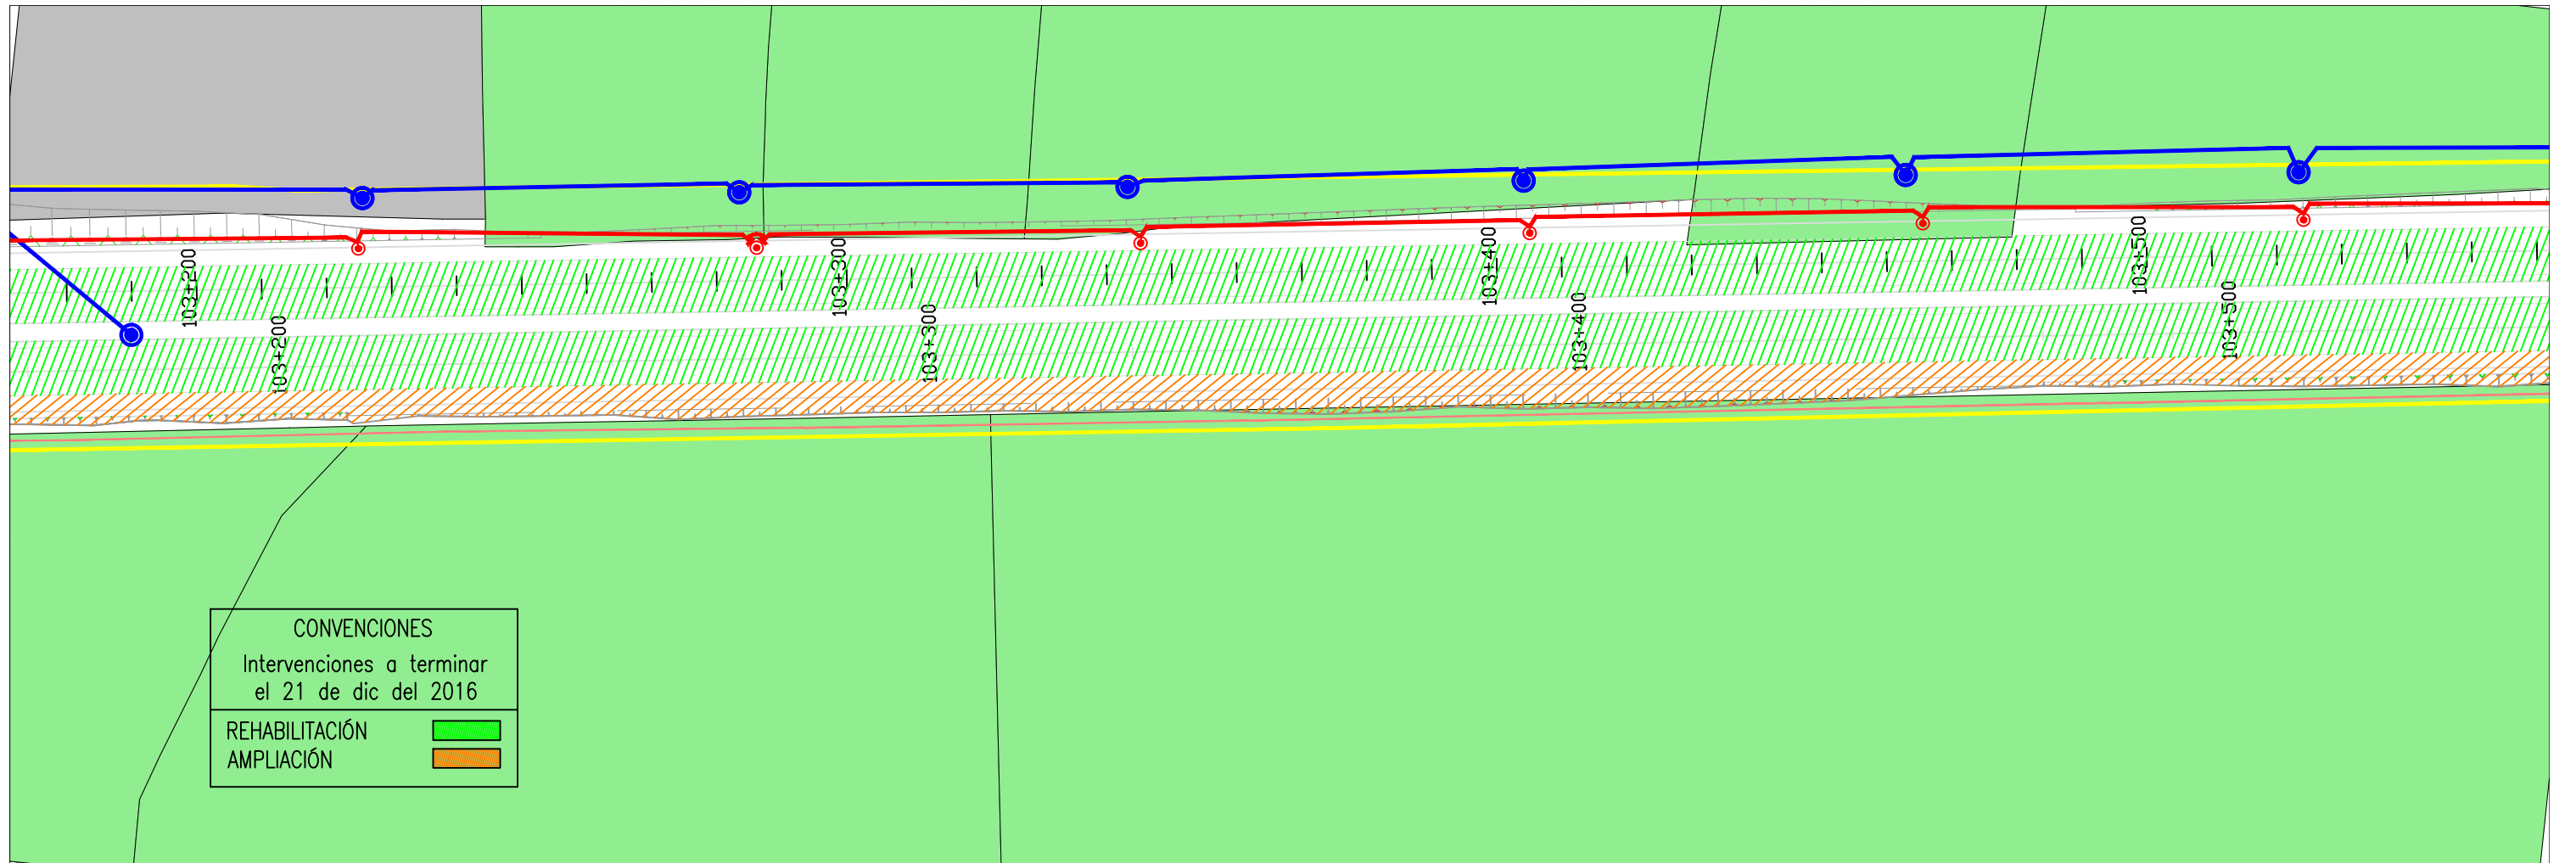 103+200
103+300
103+400
103+500
103+200
103+300
103+400
103+500
CONVENCIONES
Intervenciones a terminar
el 21 de dic del 2016
REHABILITACIÓN
AMPLIACIÓN